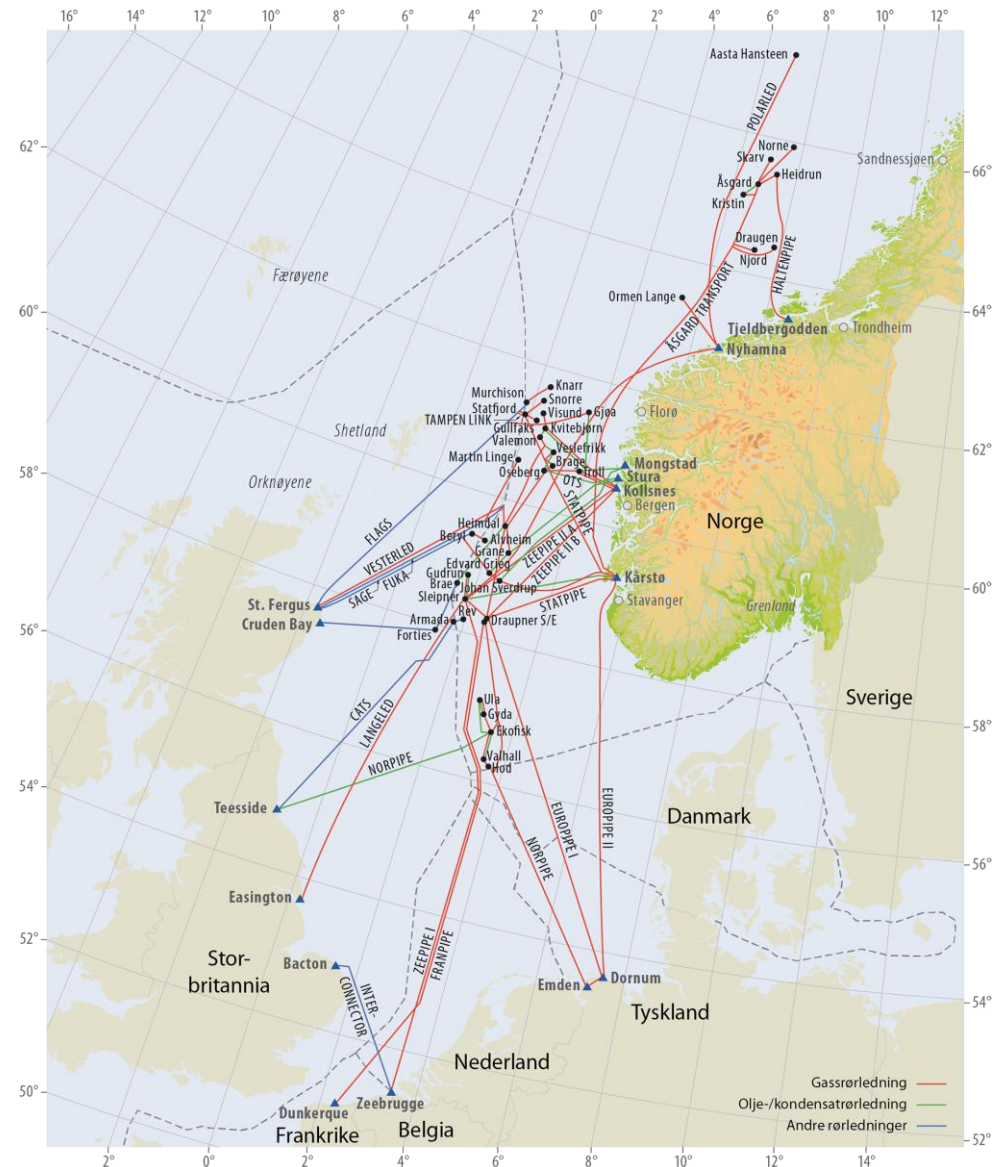 16° 14° 12° 10° 8° 6° 4° 2° 0° 2° 4° 6° 8° 10° 12°
Aasta Hansteen
POLARLED
62°
Norne
Skarv
Sandnessjøen
66°
Åsgard
Heidrun
Kristin
Draugen
Njord
HALTENPIPE
Færøyene
ÅSGARD TRANSPORT
Ormen Lange
60°
64°
Tjeldbergodden
Trondheim
Nyhamna
Knarr
Murchison
Snorre
Statfjord
Visund
Gjøa
Florø
TAMPEN LINK
Gullfaks
Kvitebjørn
Shetland
Valemon
Veslefrikk
Martin Linge
Brage
Mongstad
58°
Oseberg
Troll
Stura
62°
OTS
Kollsnes
Orknøyene
STATPIPE
Bergen
FLAGS
Heimdal
Norge
Beryl
Alvheim
ZEEPIPE II A
VESTERLED
Grane
ZEEPIPE II B
Edvard Grieg
SAGE
FUKA
Gudrun
Kårstø
Brae
Johan Sverdrup
60°
Sleipner
STATPIPE
Stavanger
Grenland
St. Fergus
Rev
Cruden Bay
Armada
Draupner S/E
56°
Forties
CATS
LANGELED
Ula
Sverige
Gyda
58°
Ekofisk
NORPIPE
Valhall
Hod
54°
Teesside
EUROPIPE II
EUROPIPE I
Danmark
NORPIPE
56°
Easington
52°
ZEEPIPE I
FRANPIPE
Stor-
britannia
Bacton
Dornum
INTER-
CONNECTOR
Emden
54°
Tyskland
Nederland
50°
Gassrørledning
Zeebrugge
Olje-/kondensatrørledning
Dunkerque
Andre rørledninger
Frankrike
Belgia
52°
2° 0° 2° 4° 6° 8° 10° 12°